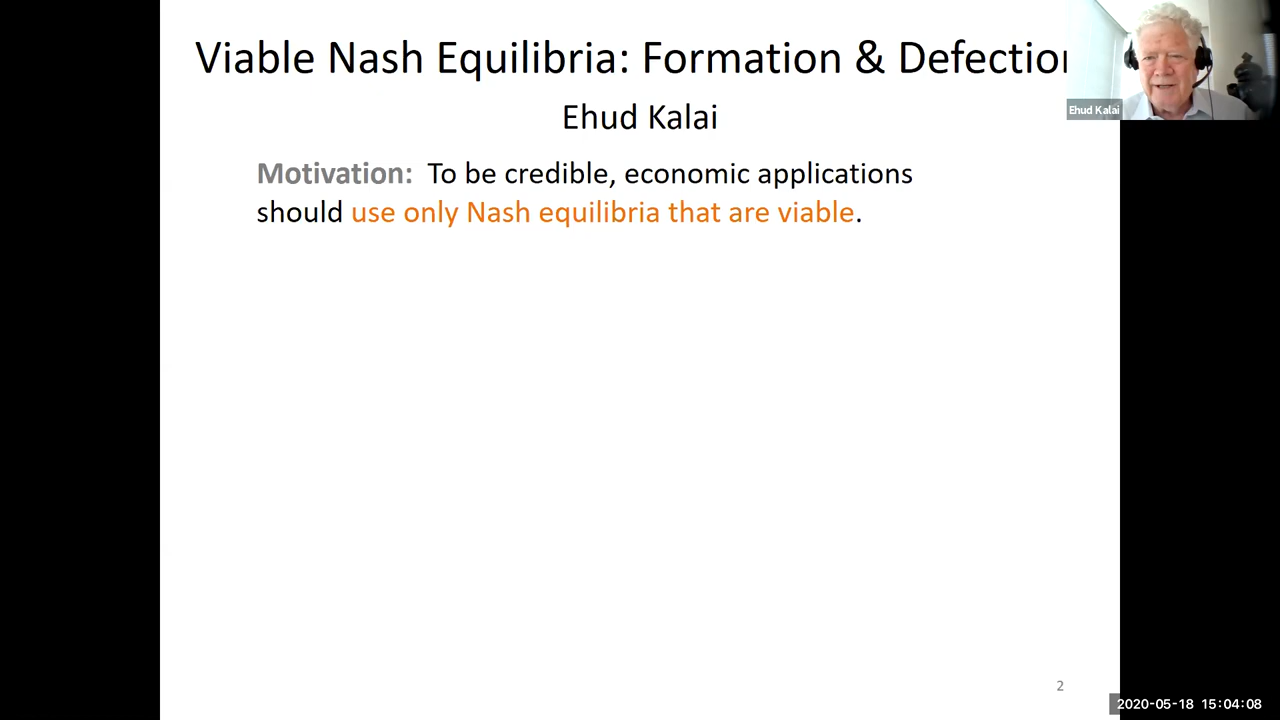 Viable Nash Equilibria: Formation & Defection
Ehud Kalai
Ehud Kalai
Motivation: To be credible, economic applications
should use only Nash equilibria that are viable.
2
2020-05-18 15:04:08